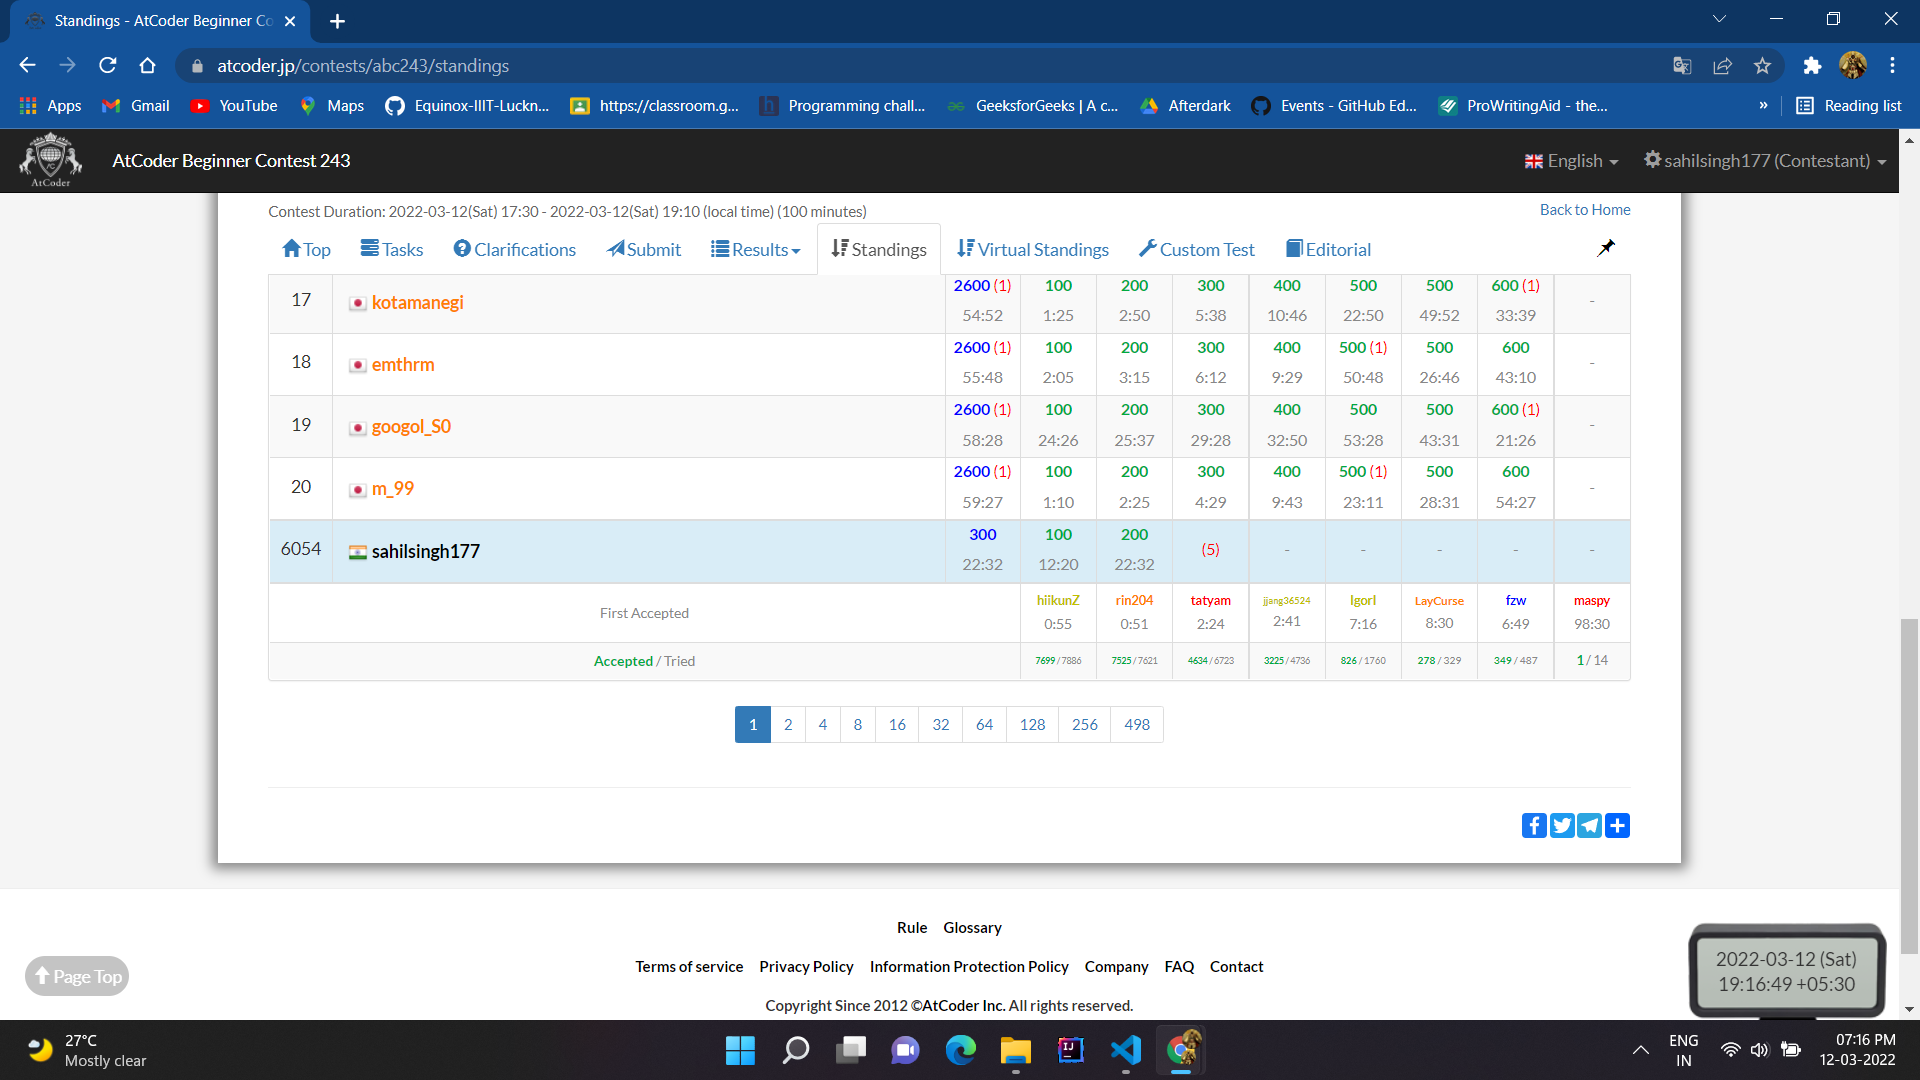 Standings - AtCoder Beginner Co
atcoder.jp/contests/abc243/standings
Apps Gmail YouTube Maps Equinox-IIIT-Luckn... https://classroom.g... Programming chall... GeeksforGeeks | A c... Afterdark Events - GitHub Ed... ProWritingAid - the... » Reading list
AtCoder
AtCoder Beginner Contest 243 English sahilsingh177 (Contestant)
Contest Duration: 2022-03-12(Sat) 17:30 - 2022-03-12(Sat) 19:10 (local time) (100 minutes) Back to Home
Top Tasks Clarifications Submit Results Standings Virtual Standings Custom Test Editorial
17 kotamanegi 2600 (1) 100 200 300 400 500 500 600 (1) -
54:52 1:25 2:50 5:38 10:46 22:50 49:52 33:39
18 emthrm 2600 (1) 100 200 300 400 500 (1) 500 600 -
55:48 2:05 3:15 6:12 9:29 50:48 26:46 43:10
19 googol_S0 2600 (1) 100 200 300 400 500 500 600 (1) -
58:28 24:26 25:37 29:28 32:50 53:28 43:31 21:26
20 m_99 2600 (1) 100 200 300 400 500 (1) 500 600 -
59:27 1:10 2:25 4:29 9:43 23:11 28:31 54:27
6054 sahilsingh177 300 100 200 (5) - - - - -
22:32 12:20 22:32
First Accepted hiikunZ rin204 tatyam jjang36524 IgorI LayCurse fzw maspy
0:55 0:51 2:24 2:41 7:16 8:30 6:49 98:30
Accepted / Tried 7699 / 7886 7525 / 7621 4634 / 6723 3225 / 4736 826 / 1760 278 / 329 349 / 487 1 / 14
1 2 4 8 16 32 64 128 256 498
Rule Glossary
Terms of service Privacy Policy Information Protection Policy Company FAQ Contact
Copyright Since 2012 ©AtCoder Inc. All rights reserved.
Page Top
2022-03-12 (Sat)
19:16:49 +05:30
27°C
Mostly clear
ENG
IN
07:16 PM
12-03-2022